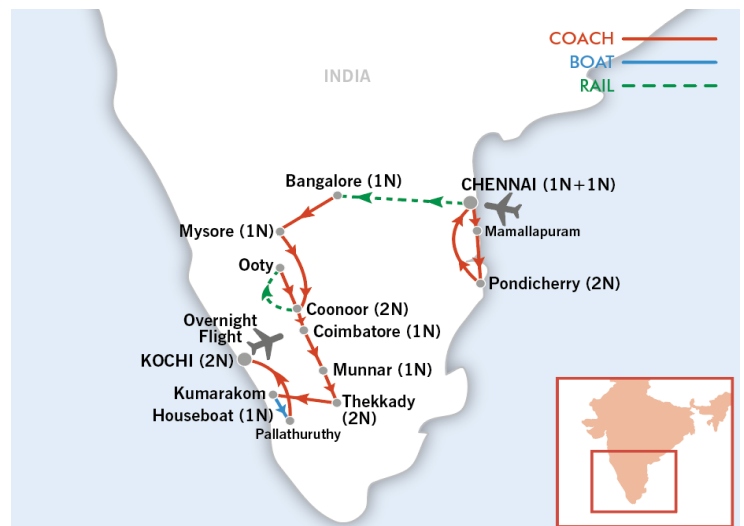 COACH
BOAT
RAIL
INDIA
Bangalore (1N)
CHENNAI (1N+1N)
Mysore (1N)
Mamallapuram
Ooty
Pondicherry (2N)
Coonoor (2N)
Overnight
Flight
Coimbatore (1N)
KOCHI (2N)
Munnar (1N)
Kumarakom
Houseboat (1N)
Thekkady
(2N)
Pallathuruthy